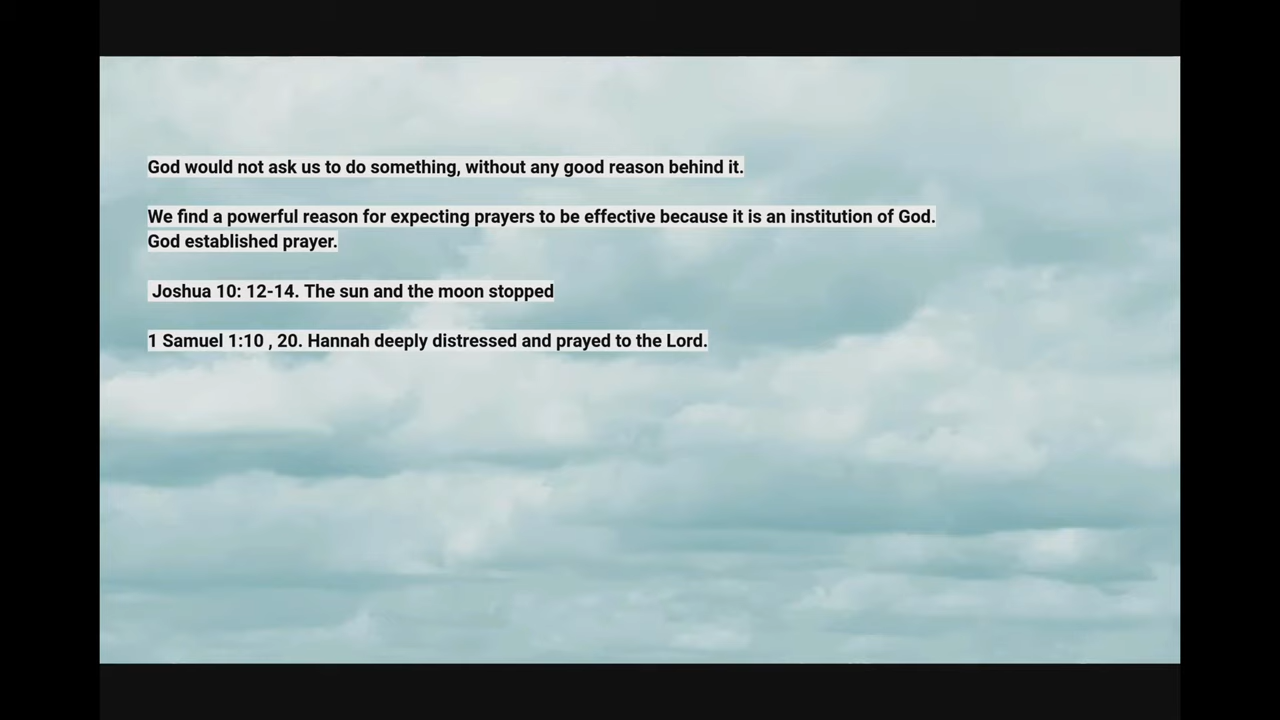 God would not ask us to do something, without any good reason behind it.
We find a powerful reason for expecting prayers to be effective because it is an institution of God.
God established prayer.
Joshua 10: 12-14. The sun and the moon stopped
1 Samuel 1:10 , 20. Hannah deeply distressed and prayed to the Lord.